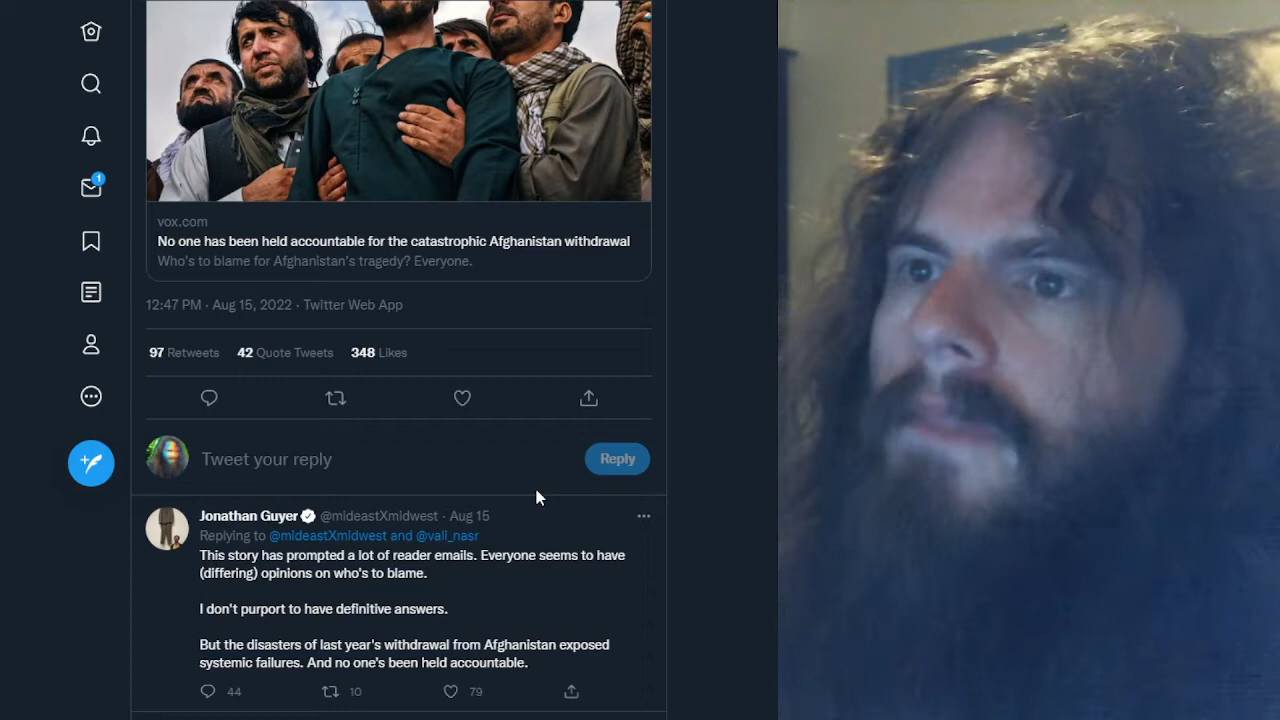 vox.com
No one has been held accountable for the catastrophic Afghanistan withdrawal
Who's to blame for Afghanistan's tragedy? Everyone.
12:47 PM · Aug 15, 2022 · Twitter Web App
97 Retweets 42 Quote Tweets 348 Likes
1
Tweet your reply
Reply
Jonathan Guyer @mideastXmidwest · Aug 15
Replying to @mideastXmidwest and @vali_nasr
This story has prompted a lot of reader emails. Everyone seems to have
(differing) opinions on who's to blame.
I don't purport to have definitive answers.
But the disasters of last year's withdrawal from Afghanistan exposed
systemic failures. And no one's been held accountable.
44 10 79